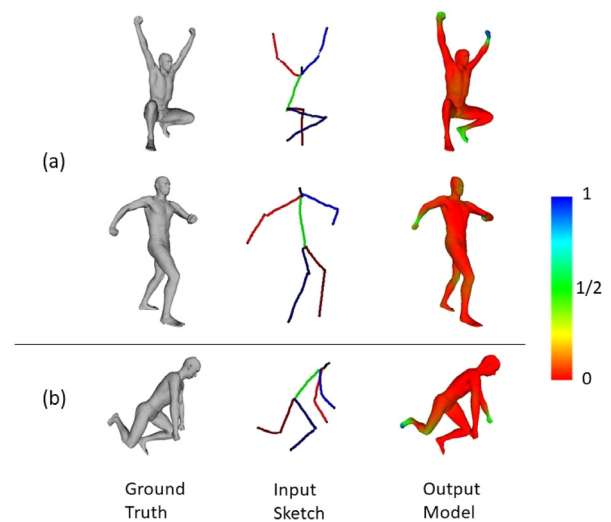 (a)
1
1/2
0
(b)
Ground
Truth
Input
Sketch
Output
Model